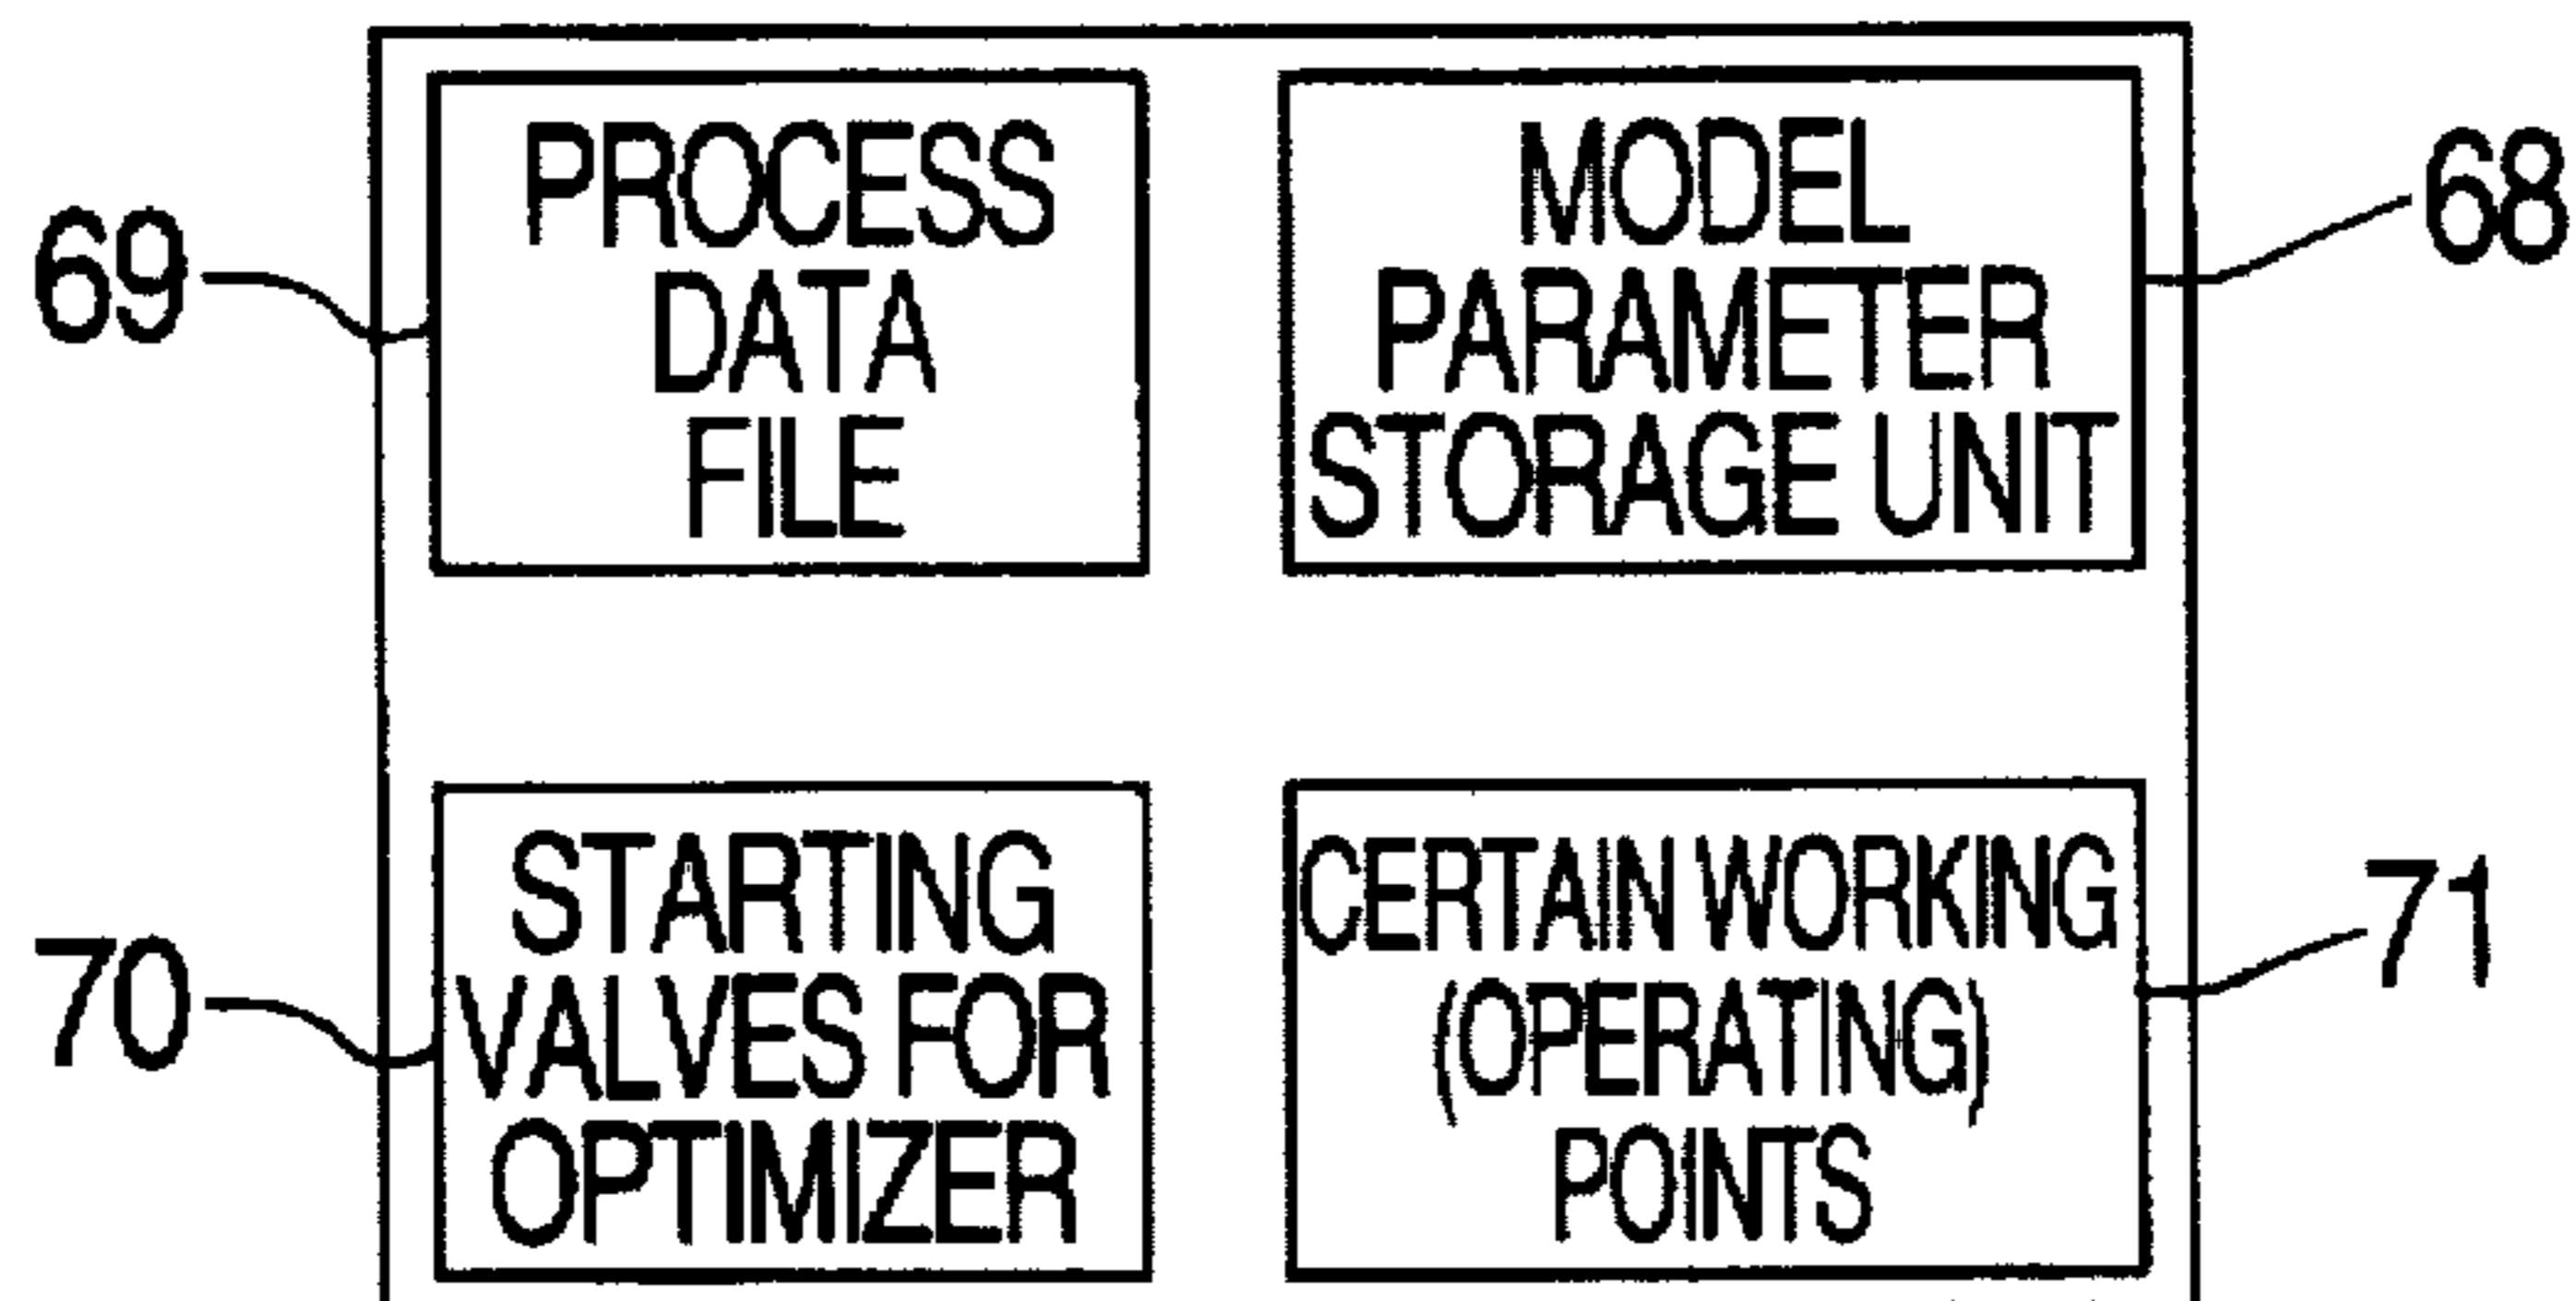 69
PROCESS
DATA
FILE
MODEL
PARAMETER
STORAGE UNIT
68
70
STARTING
VALVES FOR
OPTIMIZER
CERTAIN WORKING
(OPERATING)
POINTS
71